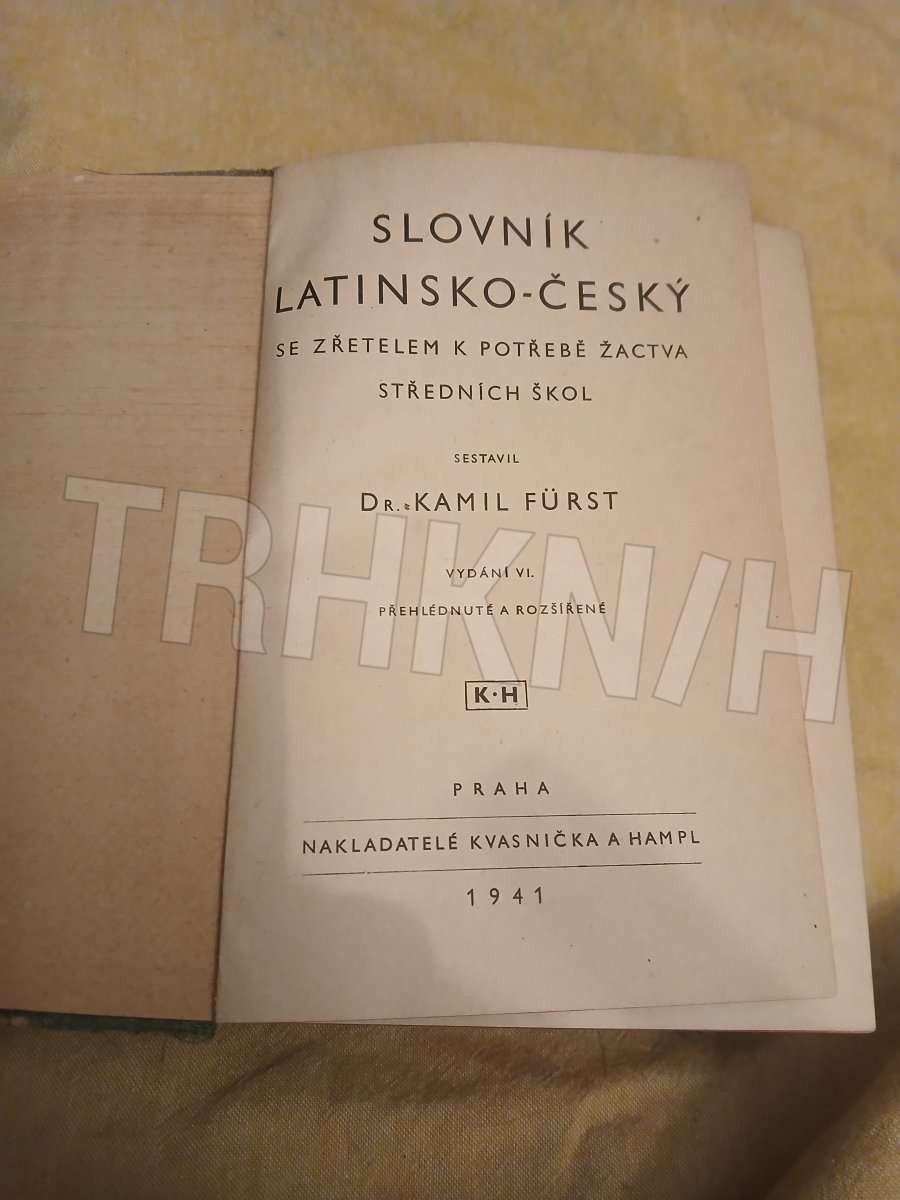 SLOVNÍK
LATINSKO-ČESKÝ
SE ZŘETELEM K POTŘEBĚ ŽACTVA
STŘEDNÍCH ŠKOL
SESTAVIL
DR. KAMIL FÜRST
VYDÁNÍ VI.
PŘEHLÉDNUTÉ A ROZŠÍŘENÉ
TRHKN/H
K·H
PRAHA
NAKLADATELÉ KVASNIČKA A HAMPL
1941